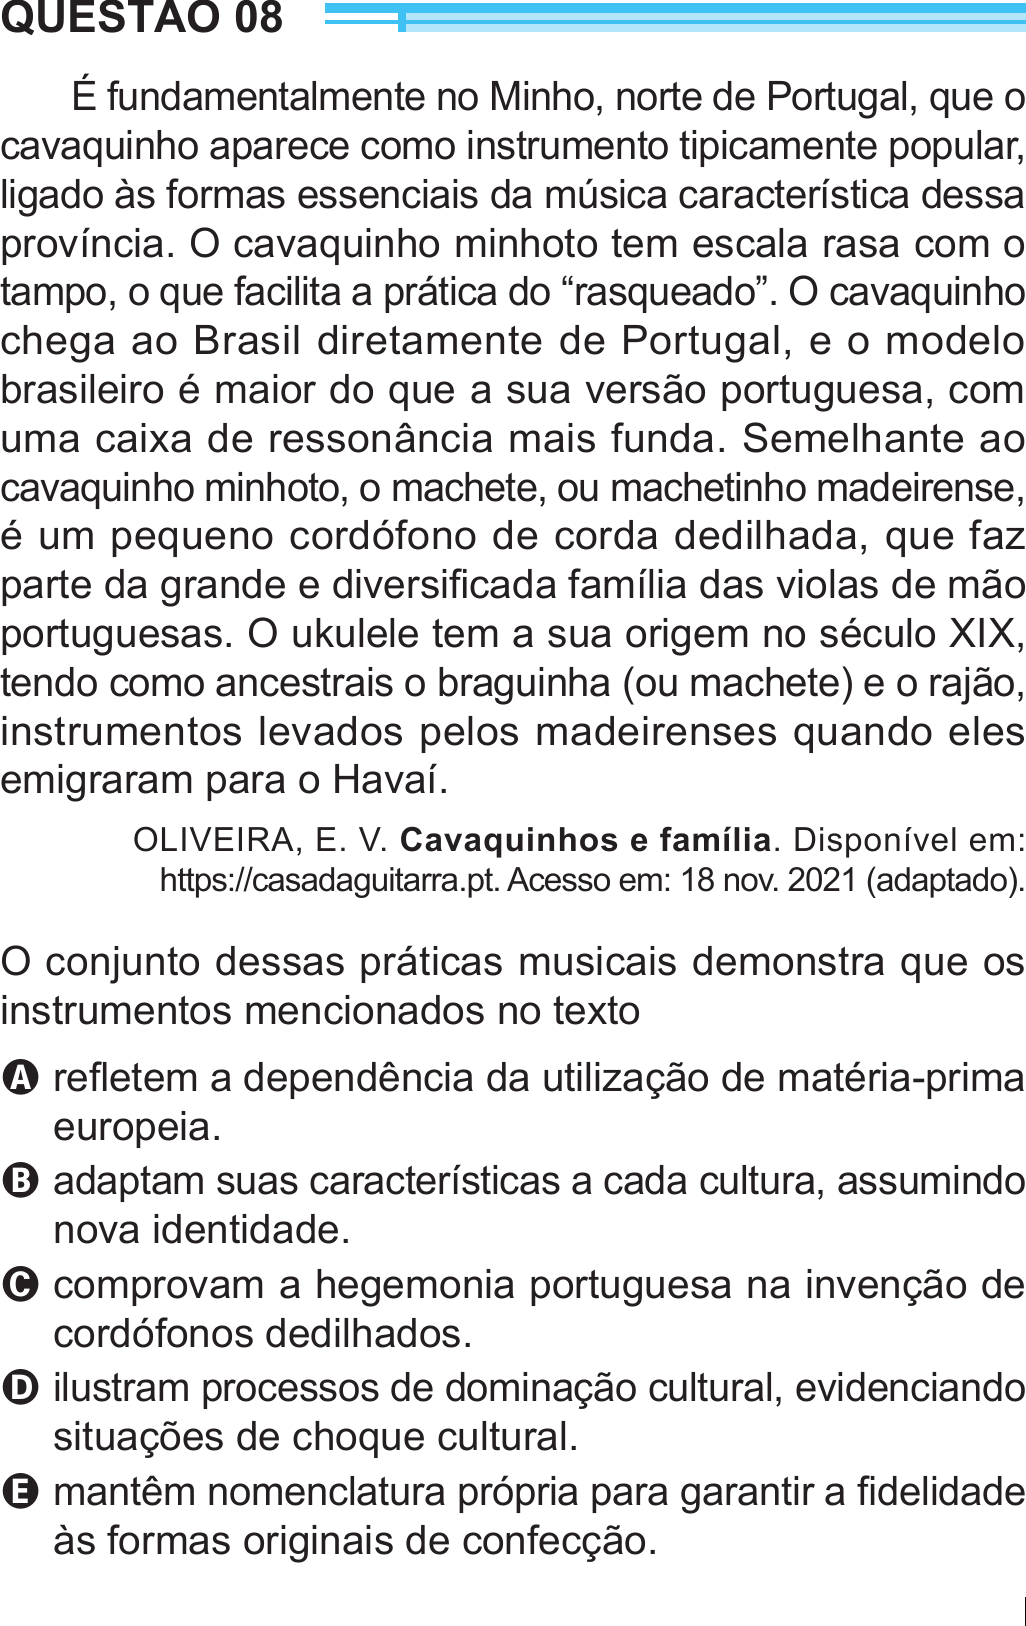 QUESTÃO 08
É fundamentalmente no Minho, norte de Portugal, que o
cavaquinho aparece como instrumento tipicamente popular,
ligado às formas essenciais da música característica dessa
província. O cavaquinho minhoto tem escala rasa com o
tampo, o que facilita a prática do “rasqueado”. O cavaquinho
chega ao Brasil diretamente de Portugal, e o modelo
brasileiro é maior do que a sua versão portuguesa, com
uma caixa de ressonância mais funda. Semelhante ao
cavaquinho minhoto, o machete, ou machetinho madeirense,
é um pequeno cordófono de corda dedilhada, que faz
parte da grande e diversificada família das violas de mão
portuguesas. O ukulele tem a sua origem no século XIX,
tendo como ancestrais o braguinha (ou machete) e o rajão,
instrumentos levados pelos madeirenses quando eles
emigraram para o Havaí.
OLIVEIRA, E. V. Cavaquinhos e família. Disponível em:
https://casadaguitarra.pt. Acesso em: 18 nov. 2021 (adaptado).
O conjunto dessas práticas musicais demonstra que os
instrumentos mencionados no texto
A refletem a dependência da utilização de matéria-prima
europeia.
B adaptam suas características a cada cultura, assumindo
nova identidade.
C comprovam a hegemonia portuguesa na invenção de
cordófonos dedilhados.
D ilustram processos de dominação cultural, evidenciando
situações de choque cultural.
E mantêm nomenclatura própria para garantir a fidelidade
às formas originais de confecção.